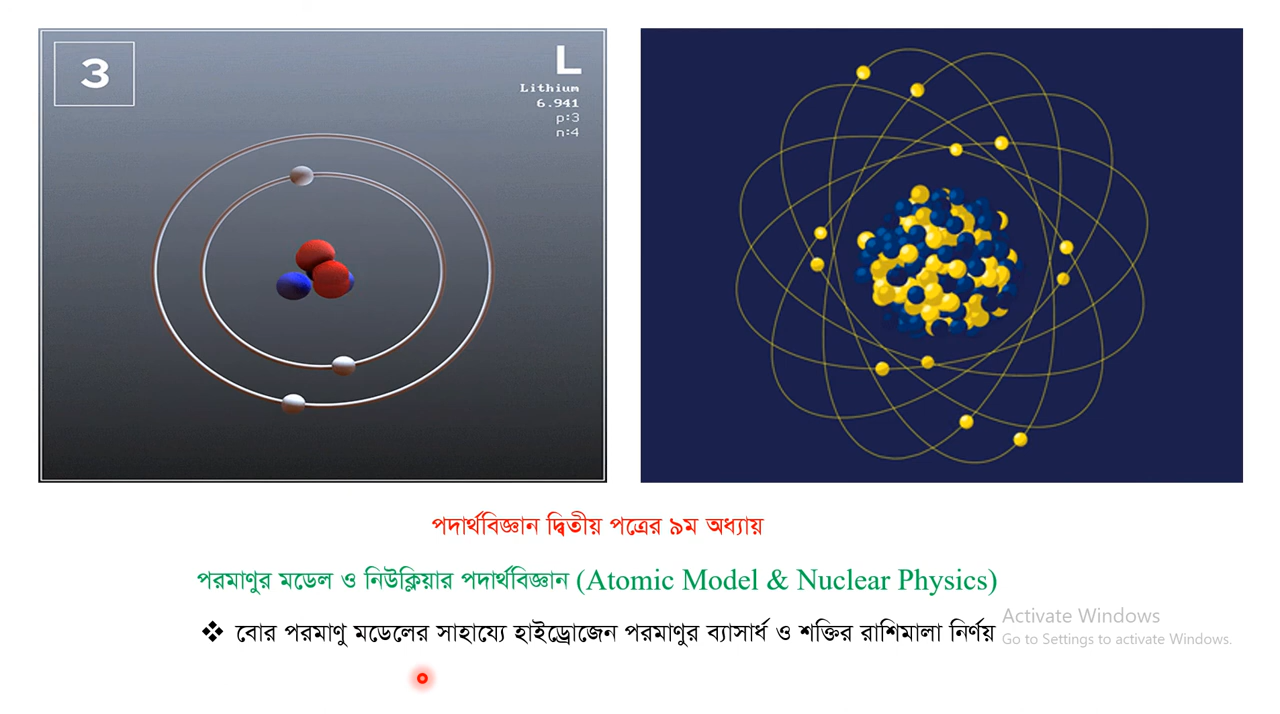 3
L
Lithium
6.941
p:3
n:4
পদার্থবিজ্ঞান দ্বিতীয় পত্রের ৯ম অধ্যায়
পরমাণুর মডেল ও নিউক্লিয়ার পদার্থবিজ্ঞান (Atomic Model & Nuclear Physics)
❖ বোর পরমাণু মডেলের সাহায্যে হাইড্রোজেন পরমাণুর ব্যাসার্ধ ও শক্তির রাশিমালা নির্ণয়
Activate Windows
Go to Settings to activate Windows.